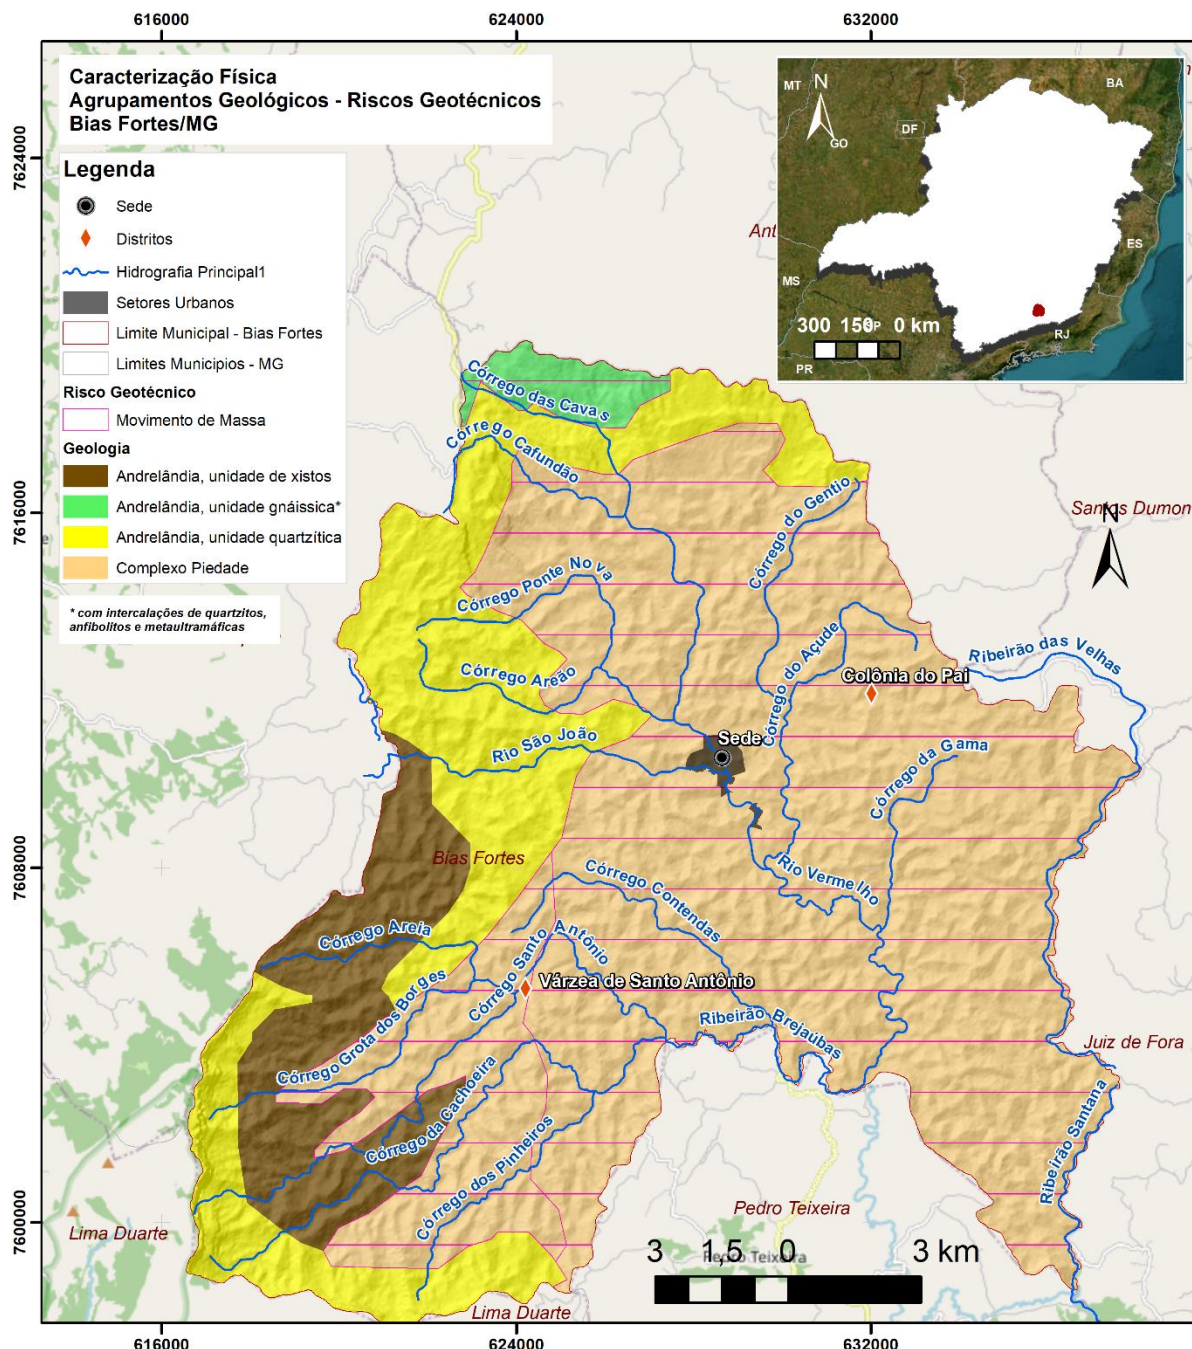 616000
624000
632000
Caracterização Física
Agrupamentos Geológicos - Riscos Geotécnicos
Bias Fortes/MG
Legenda
Sede
Distritos
Hidrografia Principal1
Setores Urbanos
Limite Municipal - Bias Fortes
Limites Municipios - MG
Risco Geotécnico
Movimento de Massa
Geologia
Andrelândia, unidade de xistos
Andrelândia, unidade gnáissica*
Andrelândia, unidade quartzítica
Complexo Piedade
* com intercalações de quartzitos,
anfibolitos e metaultramáficas
MT
N
BA
DF
GO
ES
MS
300 150 0 km
SP
RJ
PR
7624000
7616000
7608000
7600000
Ant
Santos Dumon
N
Córrego das Cavas
Córrego Cafundão
Córrego do Gentio
Córrego Ponte Nova
Córrego do Açude
Ribeirão das Velhas
Córrego Areão
Colônia do Pai
Rio São João
Sede
Córrego da Gama
Bias Fortes
Rio Vermelho
Córrego Contendas
Córrego Areia
Córrego Santo Antônio
Várzea de Santo Antônio
Córrego Grota dos Borges
Ribeirão Brejaúbas
Juiz de Fora
Córrego da Cachoeira
Córrego dos Pinheiros
Ribeirão Santana
Pedro Teixeira
Lima Duarte
3 1,5 0 3 km
Pedro Teixeira
Lima Duarte
616000
624000
632000